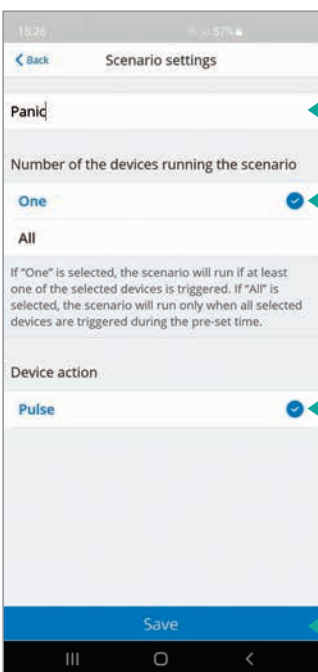 15:26 57%
Back Scenario settings
Panic
Number of the devices running the scenario
One
All
If "One" is selected, the scenario will run if at least
one of the selected devices is triggered. If "All" is
selected, the scenario will run only when all selected
devices are triggered during the pre-set time.
Device action
Pulse
Save